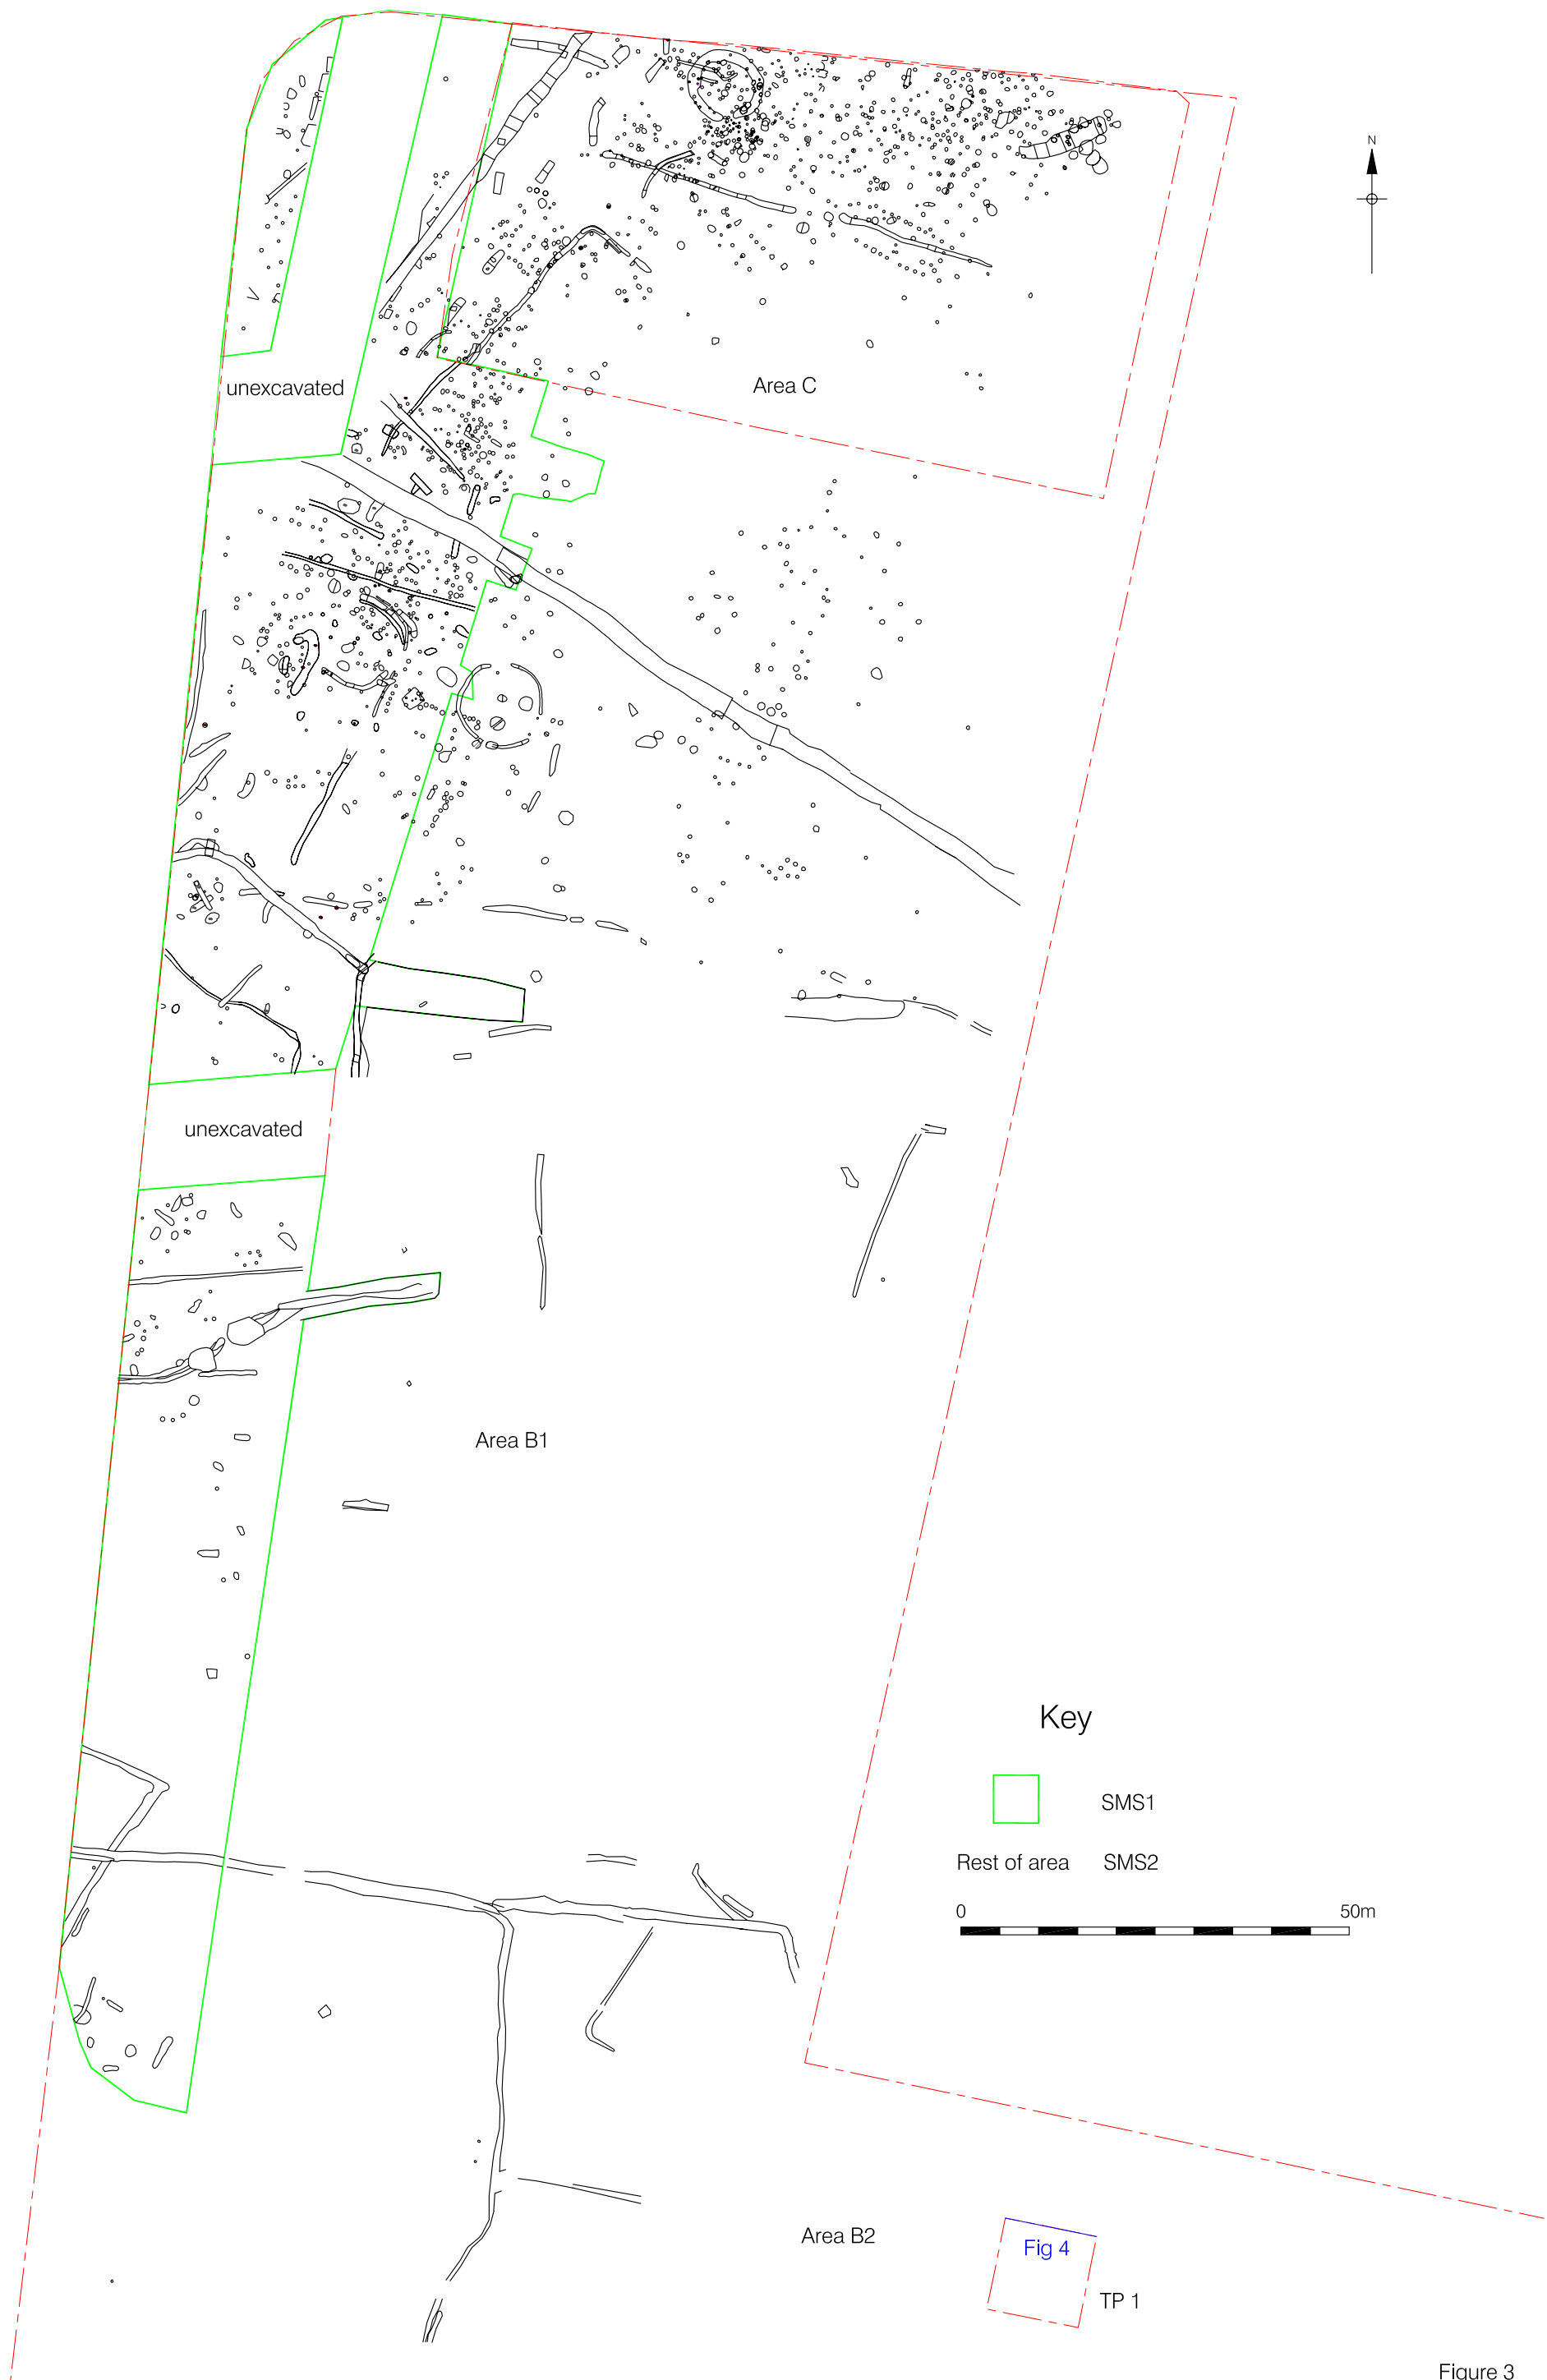 N
unexcavated
Area C
unexcavated
Area B1
Key
SMS1
Rest of area SMS2
0 50m
Area B2
Fig 4
TP 1
Figure 3